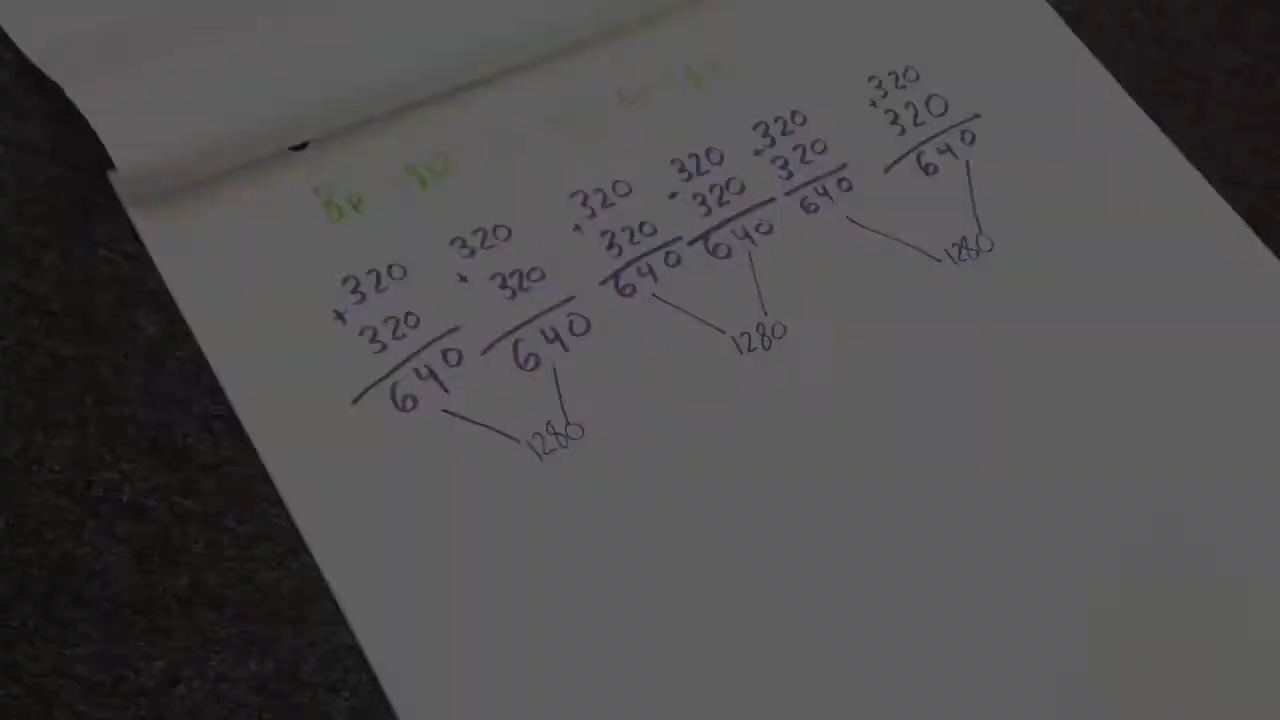 320 320 320 320 320 320
+ 320 + 320 + 320 320 320 + 320
640 640 640 640 640 640
1280 1280 1280